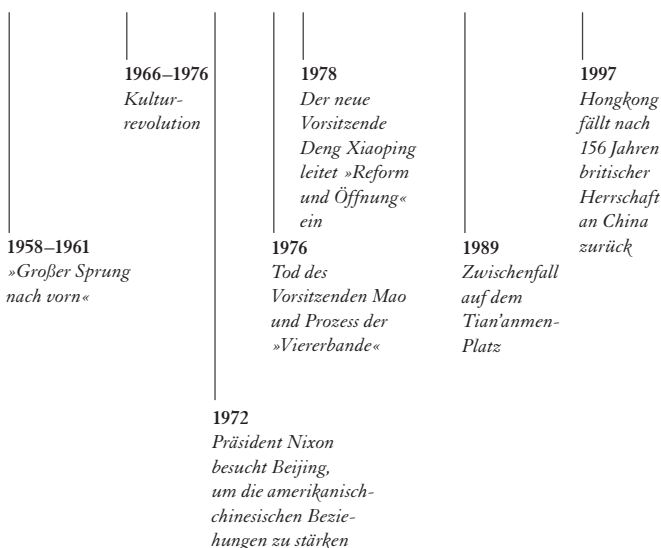 1966–1976
Kultur-
revolution
1978
Der neue
Vorsitzende
Deng Xiaoping
leitet »Reform
und Öffnung«
ein
1997
Hongkong
fällt nach
156 Jahren
britischer
Herrschaft
an China
zurück
1958–1961
»Großer Sprung
nach vorn«
1976
Tod des
Vorsitzenden Mao
und Prozess der
»Viererbande«
1989
Zwischenfall
auf dem
Tian’anmen-
Platz
1972
Präsident Nixon
besucht Beijing,
um die amerikanisch-
chinesischen Bezie-
hungen zu stärken